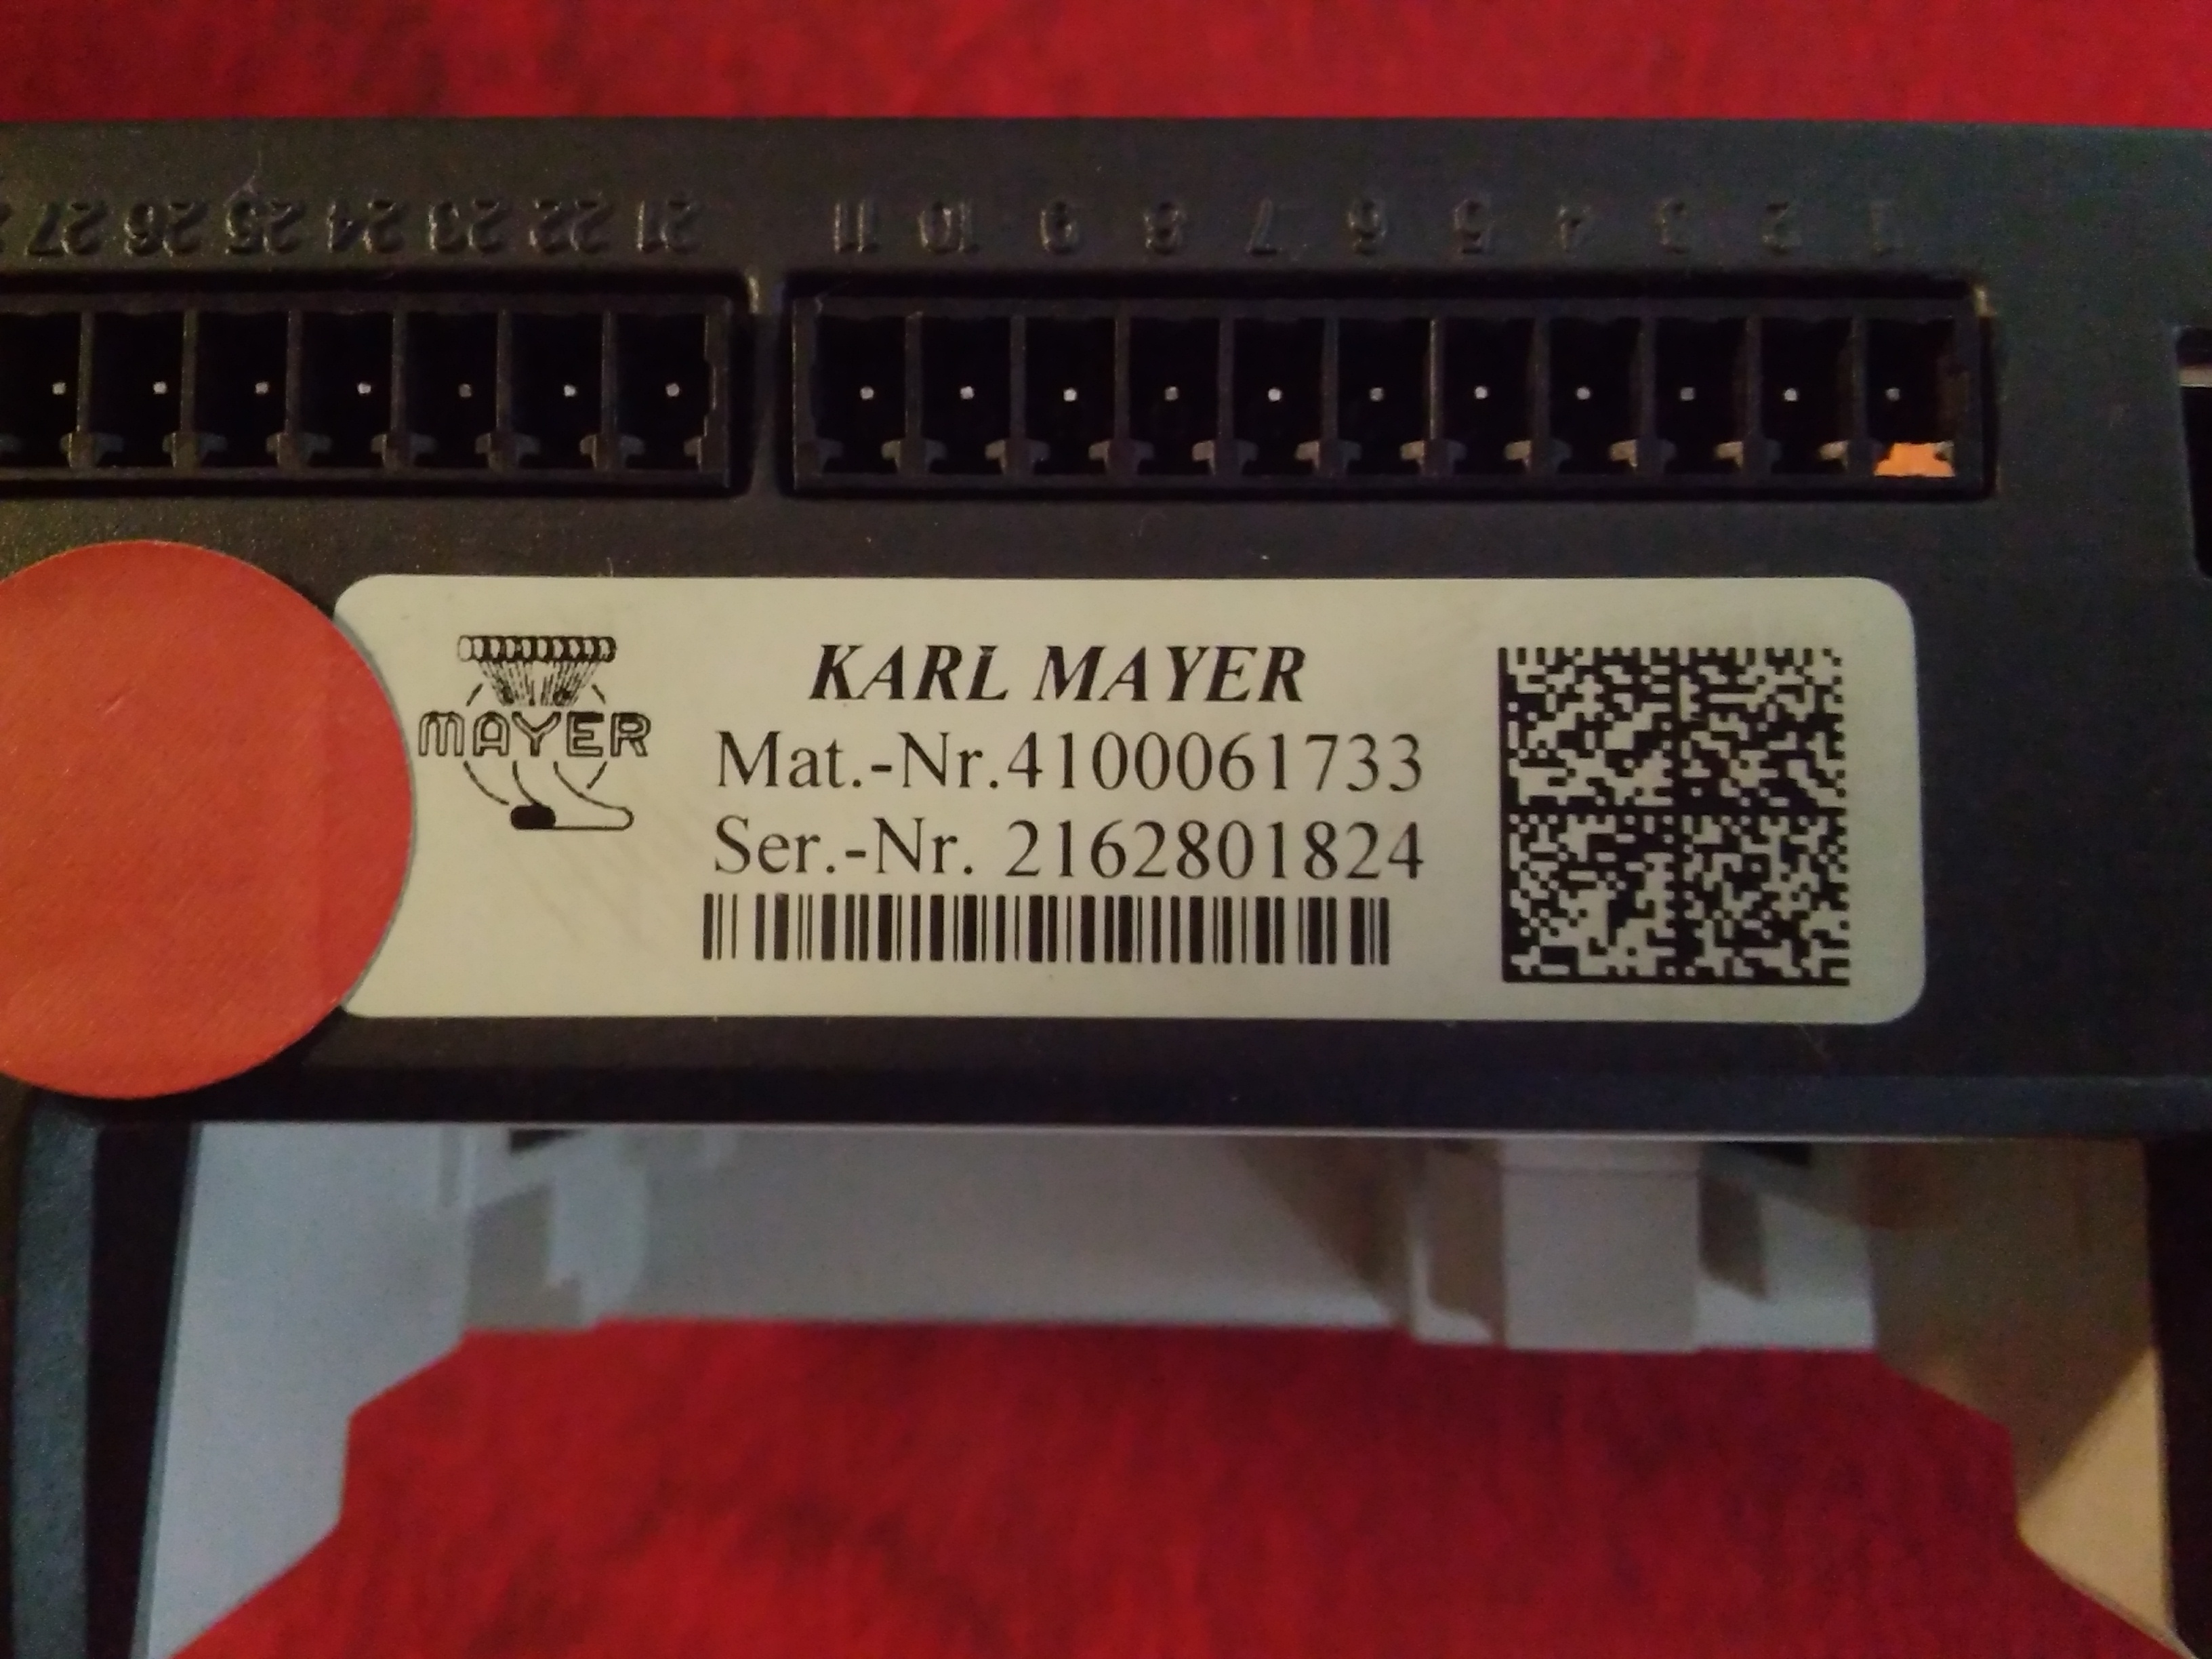 27 26 25 24 23 22 21 11 10 9 8 7 6 5 4 3 2 1
MAYER
KARL MAYER
Mat.-Nr.4100061733
Ser.-Nr. 2162801824